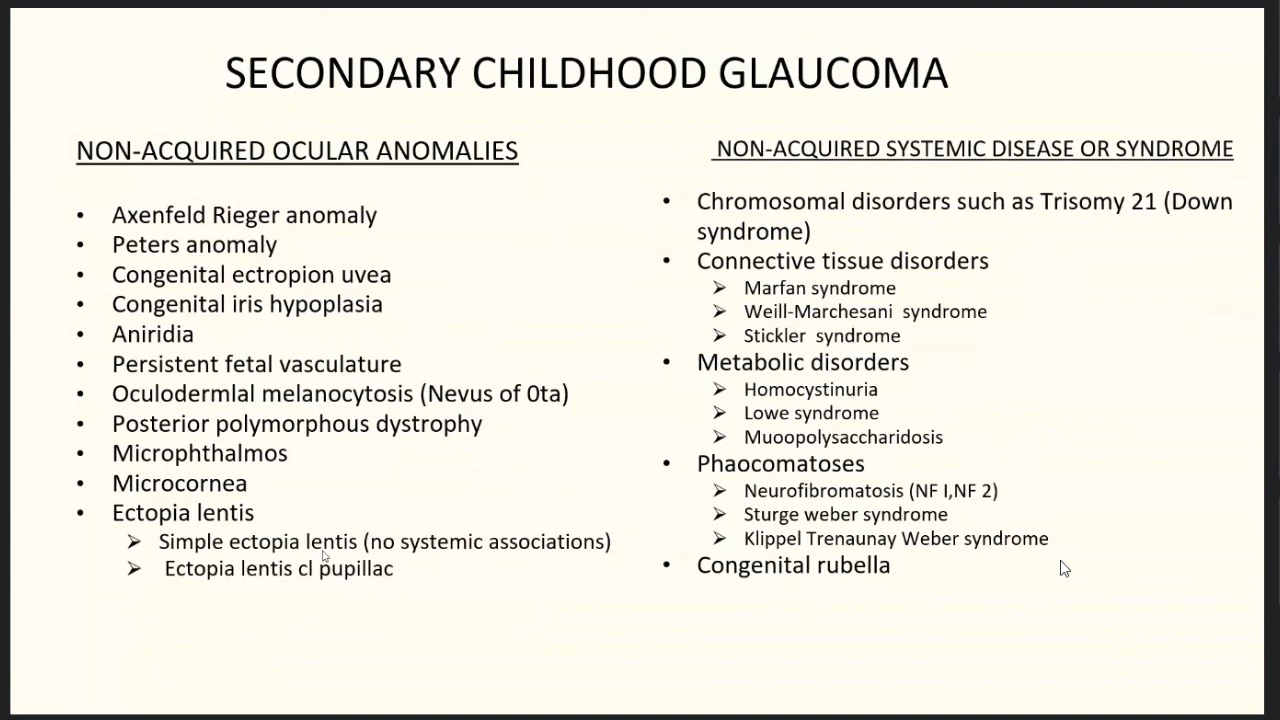 SECONDARY CHILDHOOD GLAUCOMA
NON-ACQUIRED OCULAR ANOMALIES
• Axenfeld Rieger anomaly
• Peters anomaly
• Congenital ectropion uvea
• Congenital iris hypoplasia
• Aniridia
• Persistent fetal vasculature
• Oculodermlal melanocytosis (Nevus of 0ta)
• Posterior polymorphous dystrophy
• Microphthalmos
• Microcornea
• Ectopia lentis
➢ Simple ectopia lentis (no systemic associations)
➢ Ectopia lentis cl pupillac
NON-ACQUIRED SYSTEMIC DISEASE OR SYNDROME
• Chromosomal disorders such as Trisomy 21 (Down
syndrome)
• Connective tissue disorders
➢ Marfan syndrome
➢ Weill-Marchesani syndrome
➢ Stickler syndrome
• Metabolic disorders
➢ Homocystinuria
➢ Lowe syndrome
➢ Muoopolysaccharidosis
• Phaocomatoses
➢ Neurofibromatosis (NF I,NF 2)
➢ Sturge weber syndrome
➢ Klippel Trenaunay Weber syndrome
• Congenital rubella